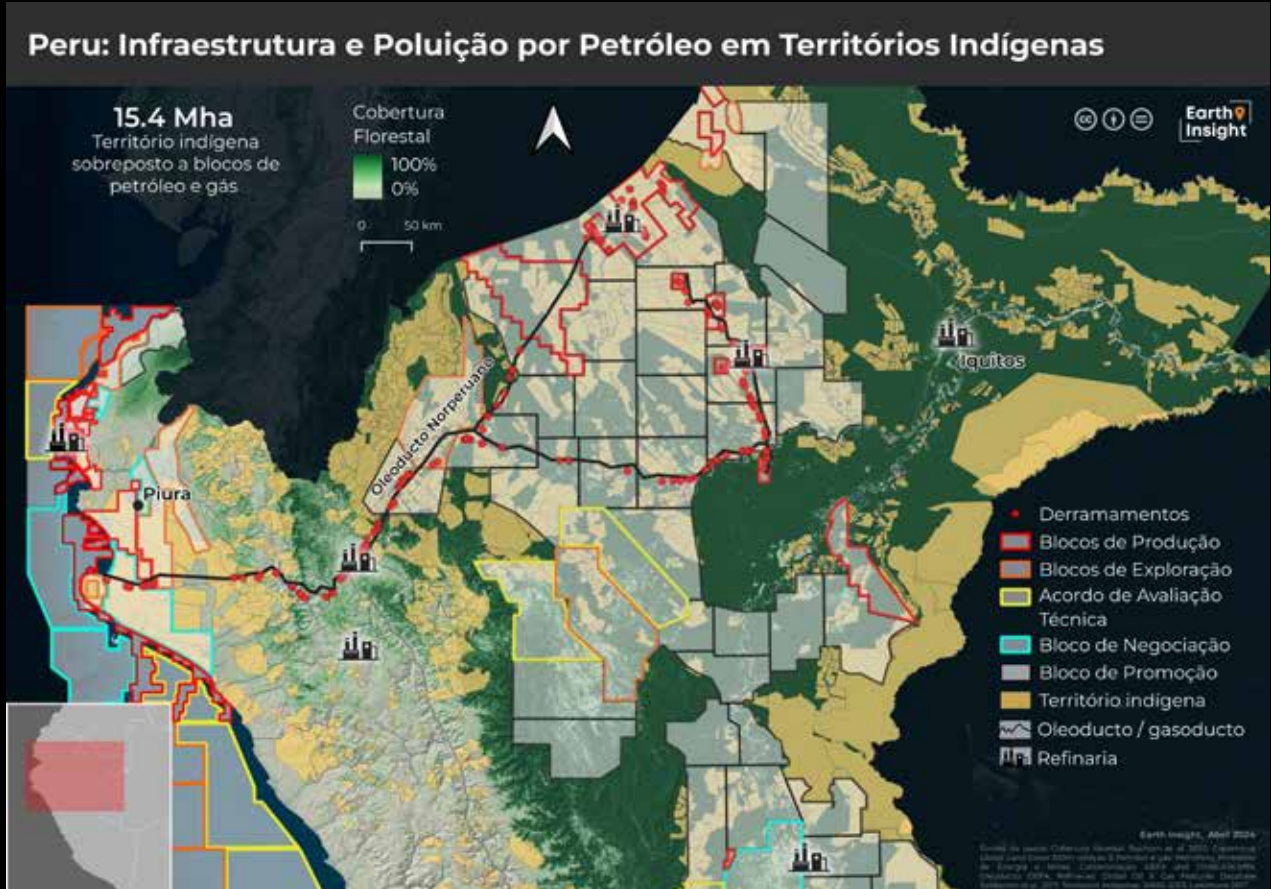 Peru: Infraestrutura e Poluição por Petróleo em Territórios Indígenas
15.4 Mha
Território indígena
sobreposto a blocos de
petróleo e gás
Cobertura
Florestal
100%
0%
0 50 km
cc
Earth
Insight
Iquitos
Oleoducto Norperuano
Piura
Derramamentos
Blocos de Produção
Blocos de Exploração
Acordo de Avaliação
Técnica
Bloco de Negociação
Bloco de Promoção
Território indígena
Oleoducto / gasoducto
Refinaria
Earth Insight, Abril 2024